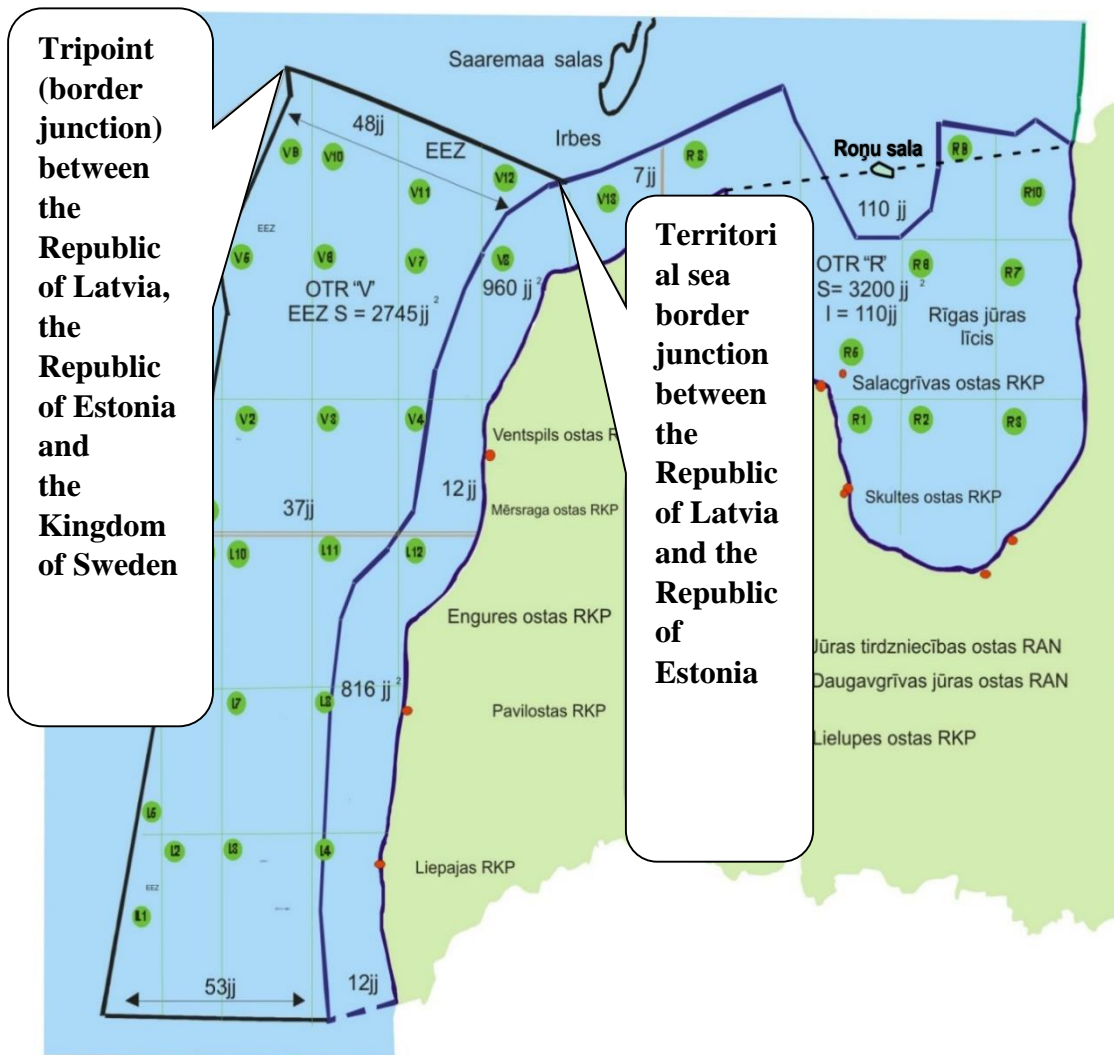 Tripoint
(border
junction)
between
the
Republic
of Latvia,
the
Republic
of Estonia
and
the
Kingdom
of Sweden
Territori
al sea
border
junction
between
the
Republic
of Latvia
and the
Republic
of
Estonia
Saaremaa salas
48jj
EEZ
Irbes
7jj
Roņu sala
110 jj
V9
V10
V11
V12
V13
R8
R10
EEZ
V5
V6
V7
V8
OTR "V"
EEZ S = 2745jj²
960 jj²
OTR "R"
S= 3200 jj²
I = 110jj
R6
R7
Rīgas jūras
līcis
R5
Salacgrīvas ostas RKP
V2
V3
V4
R1
R2
R3
Ventspils ostas
12jj
Skultes ostas RKP
37jj
Mērsraga ostas RKP
L10
L11
L12
Engures ostas RKP
Jūras tirdzniecības ostas RAN
816 jj²
Daugavgrīvas jūras ostas RAN
L7
L8
Pavilostas RKP
Lielupes ostas RKP
L5
L2
L3
L4
Liepajas RKP
EEZ
L1
53jj
12jj